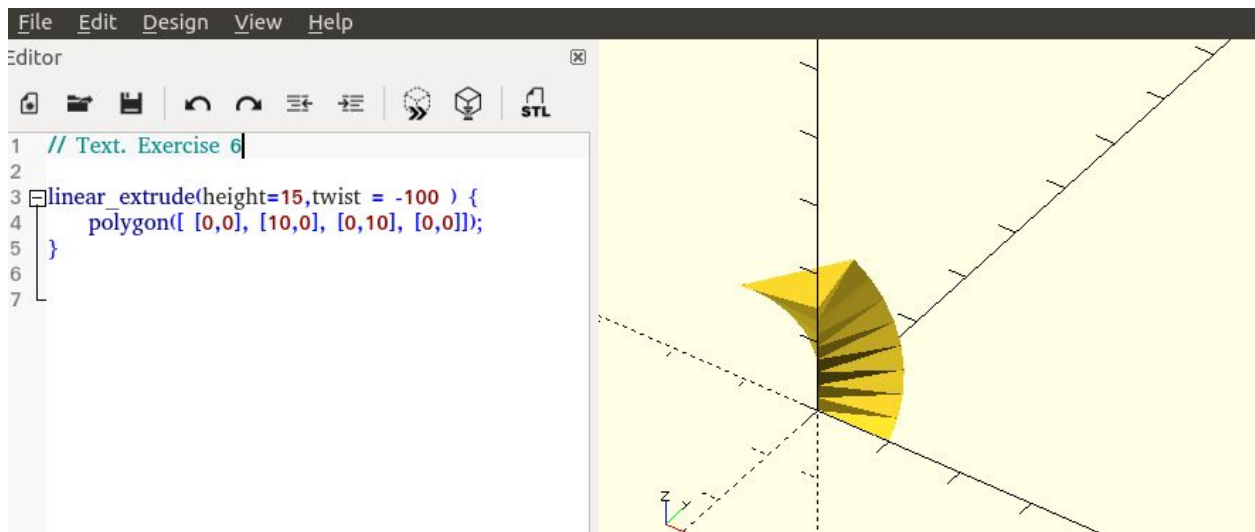 File Edit Design View Help
Editor
STL
1 // Text. Exercise 6
2
3 linear_extrude(height=15,twist = -100 ) {
4 polygon([ [0,0], [10,0], [0,10], [0,0]]);
5 }
6
7
Z